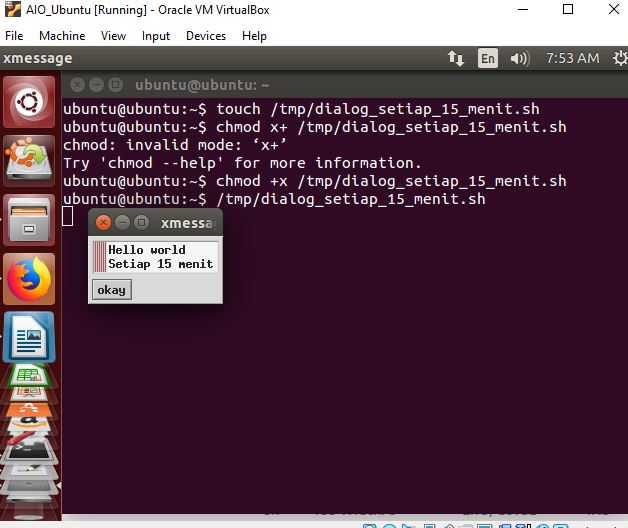 AIO_Ubuntu [Running] - Oracle VM VirtualBox
File Machine View Input Devices Help
xmessage En 7:53 AM
ubuntu@ubuntu: ~
ubuntu@ubuntu:~$ touch /tmp/dialog_setiap_15_menit.sh
ubuntu@ubuntu:~$ chmod x+ /tmp/dialog_setiap_15_menit.sh
chmod: invalid mode: ‘x+’
Try 'chmod --help' for more information.
ubuntu@ubuntu:~$ chmod +x /tmp/dialog_setiap_15_menit.sh
ubuntu@ubuntu:~$ /tmp/dialog_setiap_15_menit.sh
xmessa
Hello world
Setiap 15 menit
okay